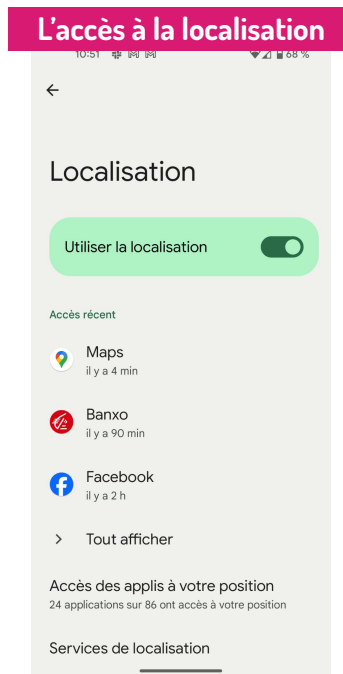 L'accès à la localisation
10:51 68 %
Localisation
Utiliser la localisation
Accès récent
Maps
il y a 4 min
Banxo
il y a 90 min
Facebook
il y a 2 h
Tout afficher
Accès des applis à votre position
24 applications sur 86 ont accès à votre position
Services de localisation